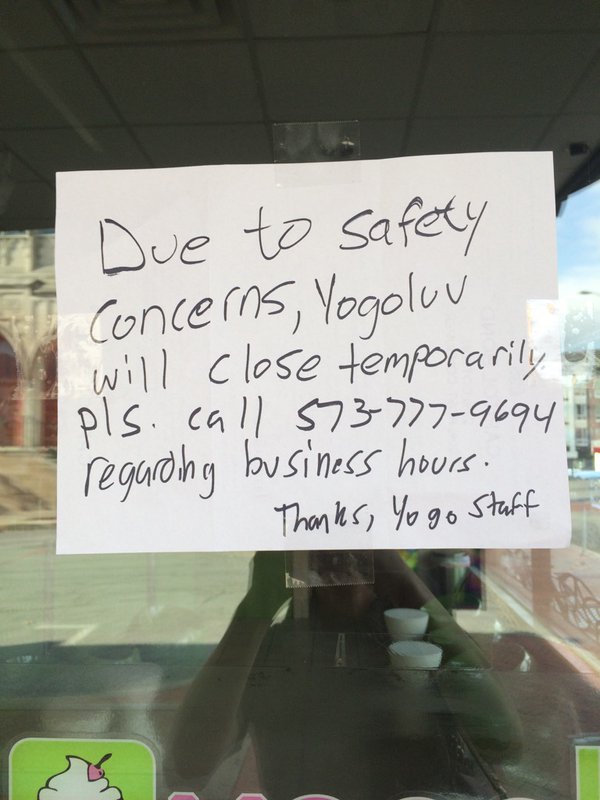 Due to safety
concerns, Yogoluv
will close temporarily
pls. call 573-777-9694
regarding business hours.
Thanks, Yogo Staff